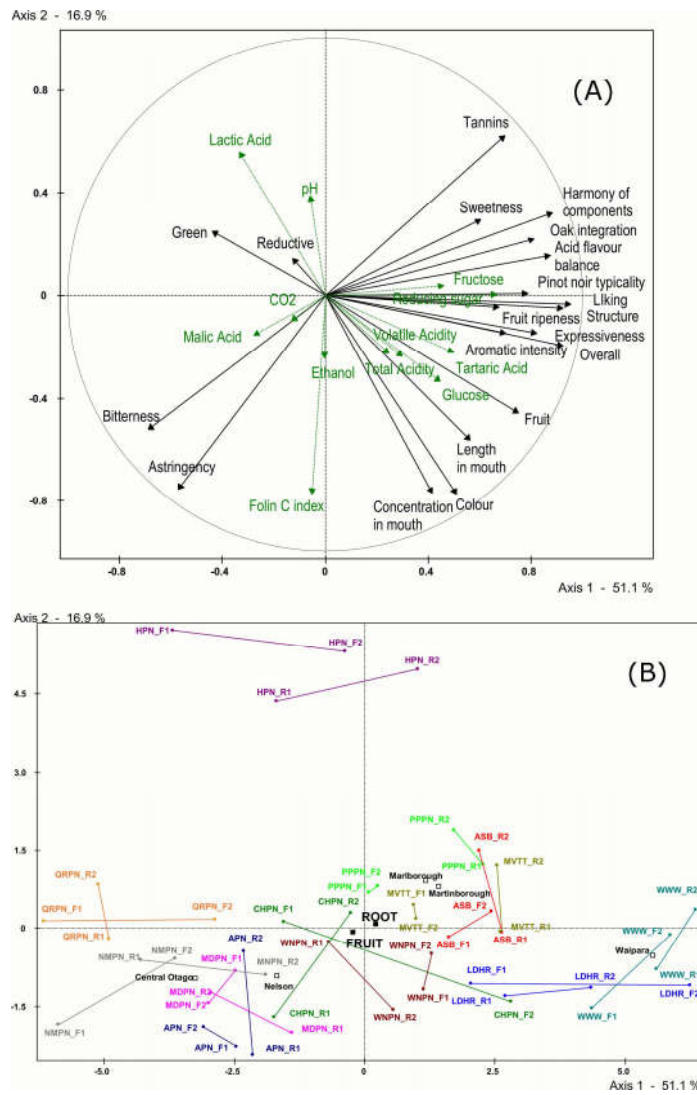 Axis 2 - 16.9 %
(A)
0.8
Tannins
Lactic Acid
0.4
pH
Harmony of
components
Sweetness
Green
Reductive
Oak integration
Acid flavour
balance
Fructose
Pinot noir typicality
0
CO2
Reducing sugar
LIking
Fruit ripeness
Structure
Malic Acid
Volatile Acidity
Expressiveness
Aromatic intensity
Overall
Ethanol
Total Acidity
Tartaric Acid
Glucose
-0.4
Bitterness
Fruit
Length
in mouth
Astringency
-0.8
Folin C index
Concentration
in mouth
Colour
-0.8
-0.4
0
0.4
0.8
Axis 1 - 51.1 %
Axis 2 - 16.9 %
(B)
HPN_F1
HPN_F2
HPN_R2
4.5
HPN_R1
3.0
PPPN_R2
ASB_R2
1.5
PPPN_R1
MVTT_R2
QRPN_R2
PPPN_F2
Marlborough
PPPN_F1
Martinborough
WWW_R2
QRPN_F1
QRPN_F2
CHPN_F1
CHPN_R2
MVTT_F1
ASB_F2
0
ROOT
MVTT_F2
MVTT_R1
WWW_F2
QRPN_R1
APN_R2
WNPN_R1
FRUIT
WNPN_F2
ASB_F1
ASB_R1
Waipara
NMPN_R1
NMPN_F2
MDPN_F1
MNPN_R2
LDHR_F1
WWW_R1
Central Otago
Nelson
MDPN_R2
WNPN_F1
LDHR_R1
LDHR_R2
LDHR_F2
MDPN_F2
CHPN_R1
CHPN_F2
-1.5
NMPN_F1
APN_F2
MDPN_R1
WNPN_R2
WWW_F1
APN_F1
APN_R1
-5.0
-2.5
0
2.5
5.0
Axis 1 - 51.1 %